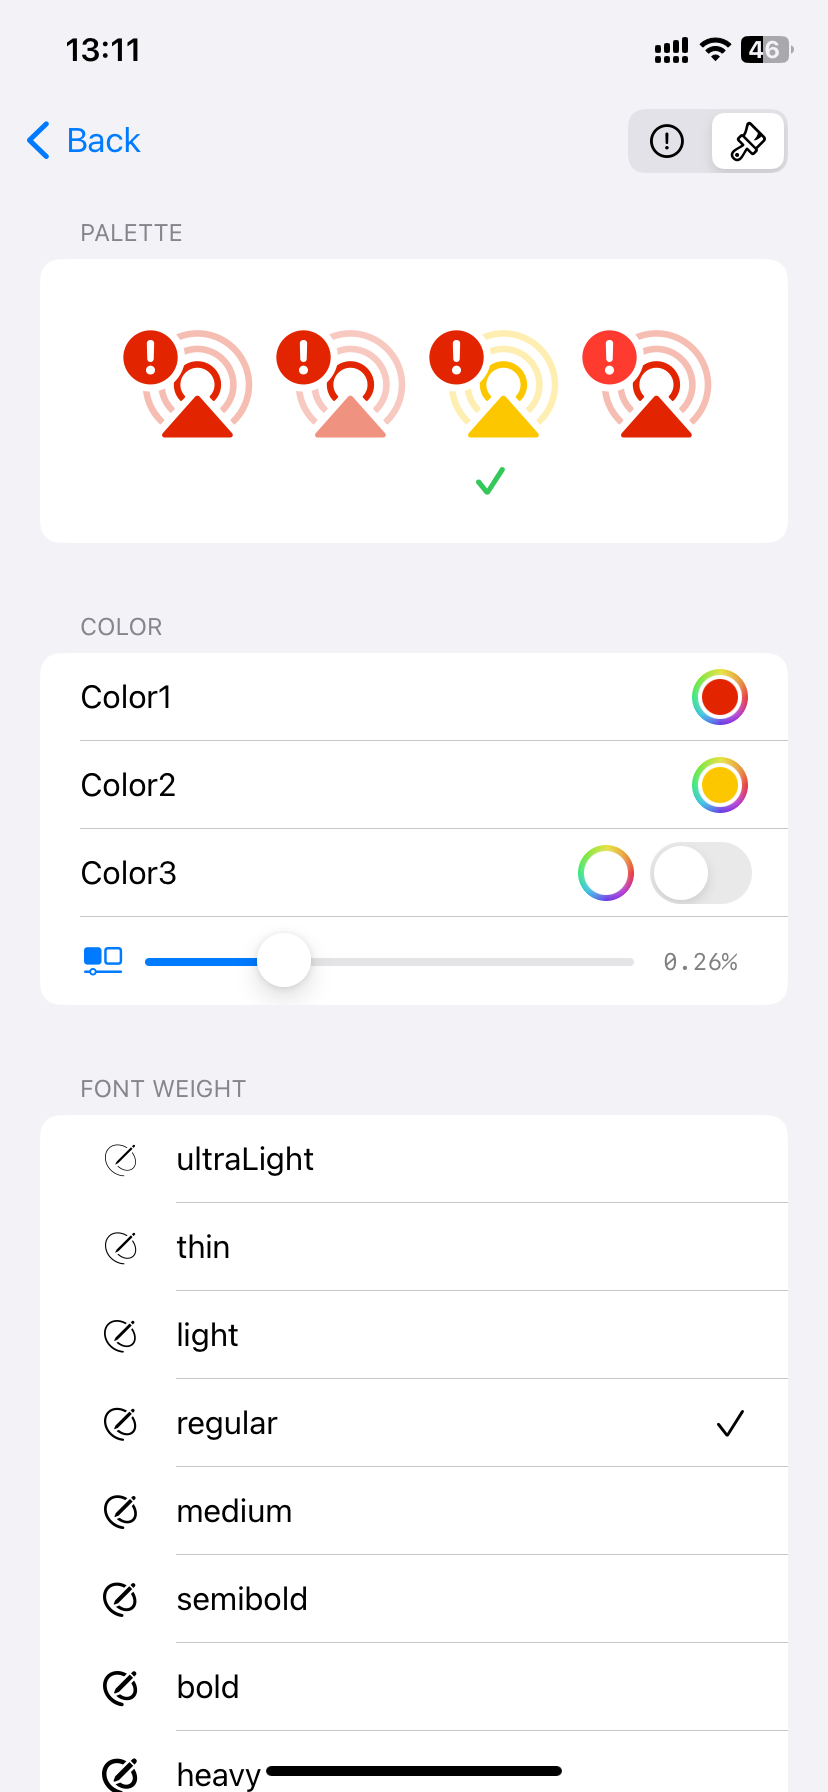 13:11
46
Back
PALETTE
COLOR
Color1
Color2
Color3
0.26%
FONT WEIGHT
ultraLight
thin
light
regular
medium
semibold
bold
heavy